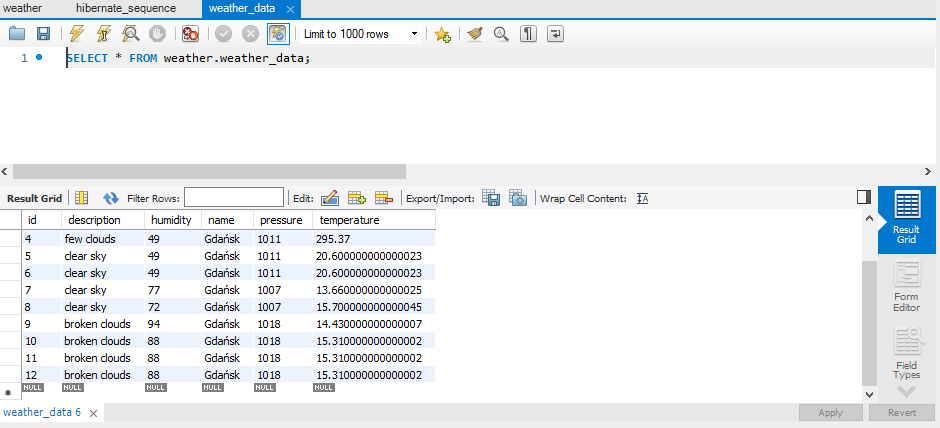 weather hibernate_sequence weather_data
Limit to 1000 rows
1 SELECT * FROM weather.weather_data;
Result Grid Filter Rows: Edit: Export/Import: Wrap Cell Content:
id description humidity name pressure temperature
4 few clouds 49 Gdańsk 1011 295.37
5 clear sky 49 Gdańsk 1011 20.600000000000023
6 clear sky 49 Gdańsk 1011 20.600000000000023
7 clear sky 77 Gdańsk 1007 13.660000000000025
8 clear sky 72 Gdańsk 1007 15.700000000000045
9 broken clouds 94 Gdańsk 1018 14.430000000000007
10 broken clouds 88 Gdańsk 1018 15.310000000000002
11 broken clouds 88 Gdańsk 1018 15.310000000000002
12 broken clouds 88 Gdańsk 1018 15.310000000000002
NULL NULL NULL NULL NULL NULL
Result
Grid
Form
Editor
Field
Types
weather_data 6 Apply Revert